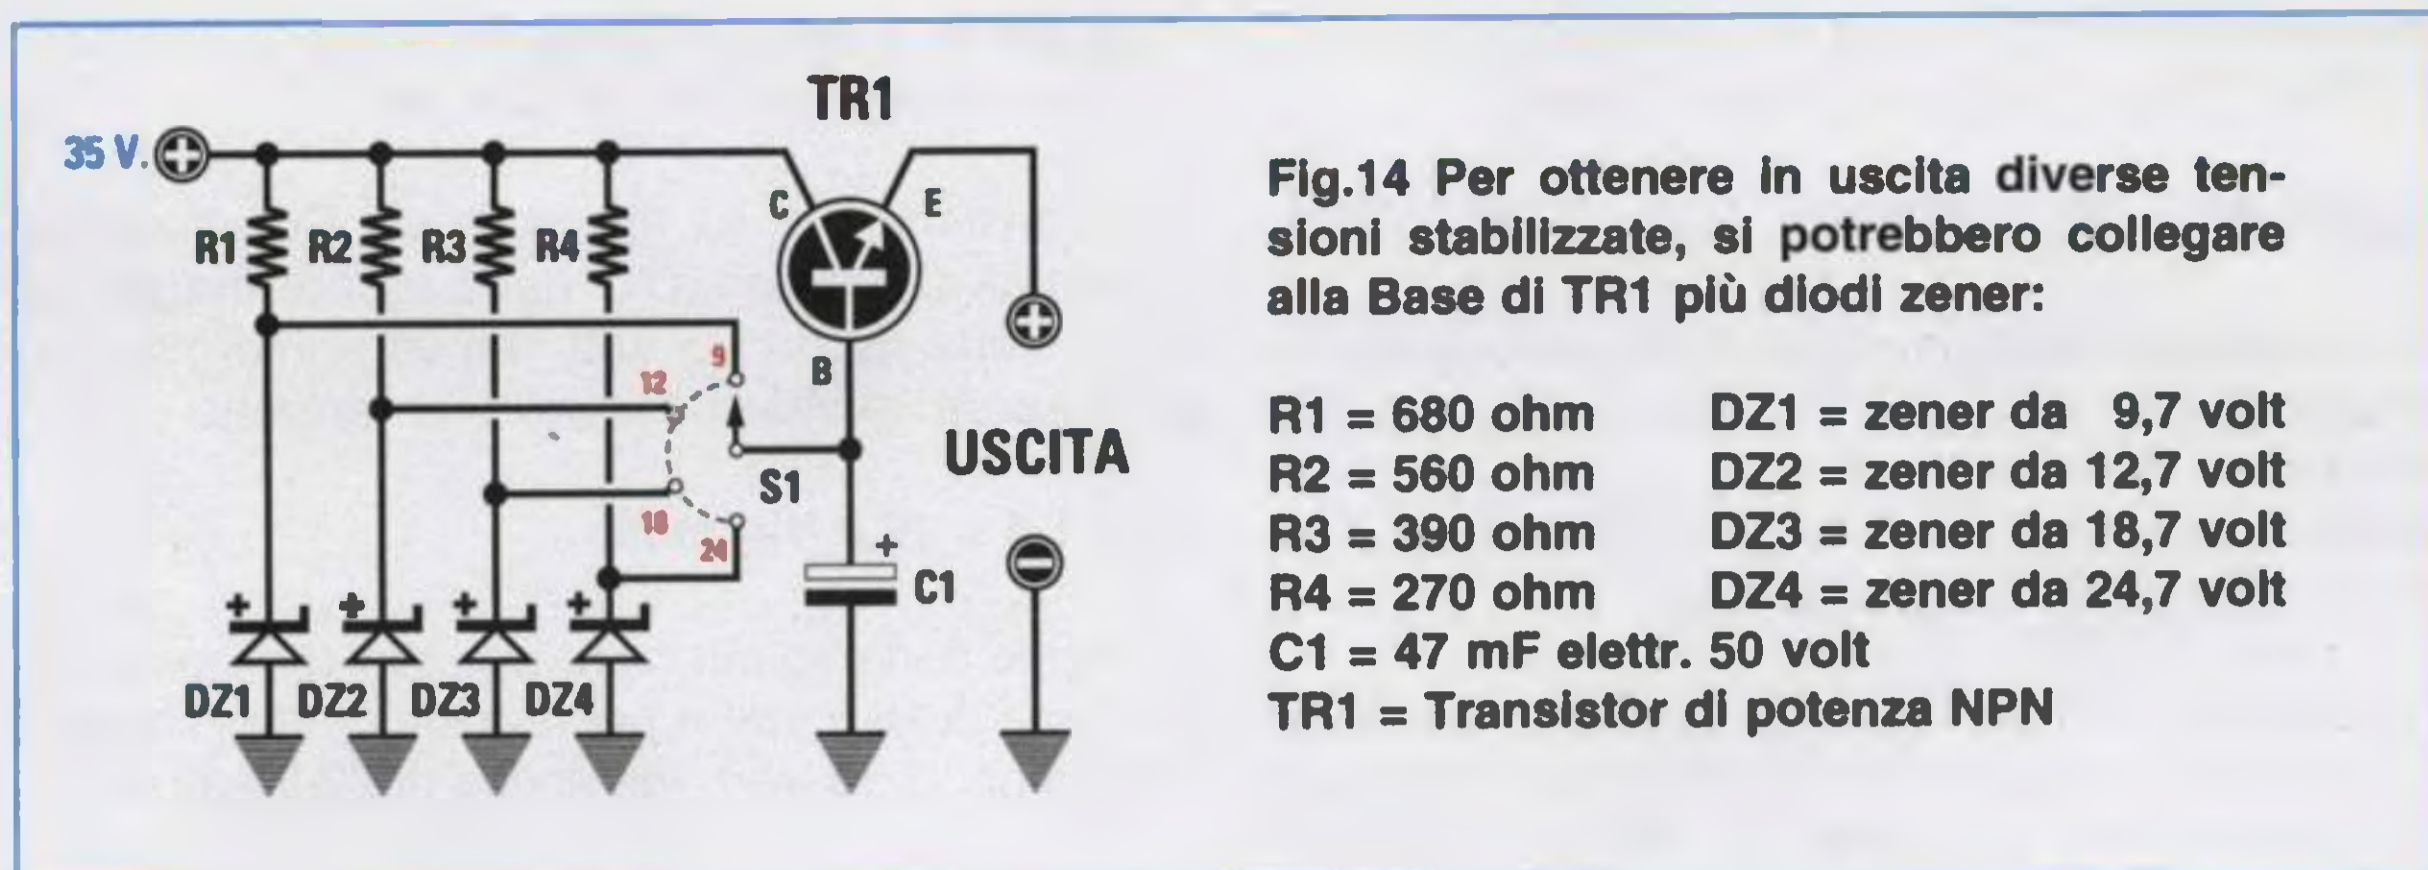 TR1
35 V.
C
E
R1
R2
R3
R4
9
12
B
USCITA
S1
18
24
+
C1
+
+
+
+
DZ1
DZ2
DZ3
DZ4
Fig.14 Per ottenere in uscita diverse ten-
sioni stabilizzate, si potrebbero collegare
alla Base di TR1 più diodi zener:
R1 = 680 ohm DZ1 = zener da 9,7 volt
R2 = 560 ohm DZ2 = zener da 12,7 volt
R3 = 390 ohm DZ3 = zener da 18,7 volt
R4 = 270 ohm DZ4 = zener da 24,7 volt
C1 = 47 mF elettr. 50 volt
TR1 = Transistor di potenza NPN